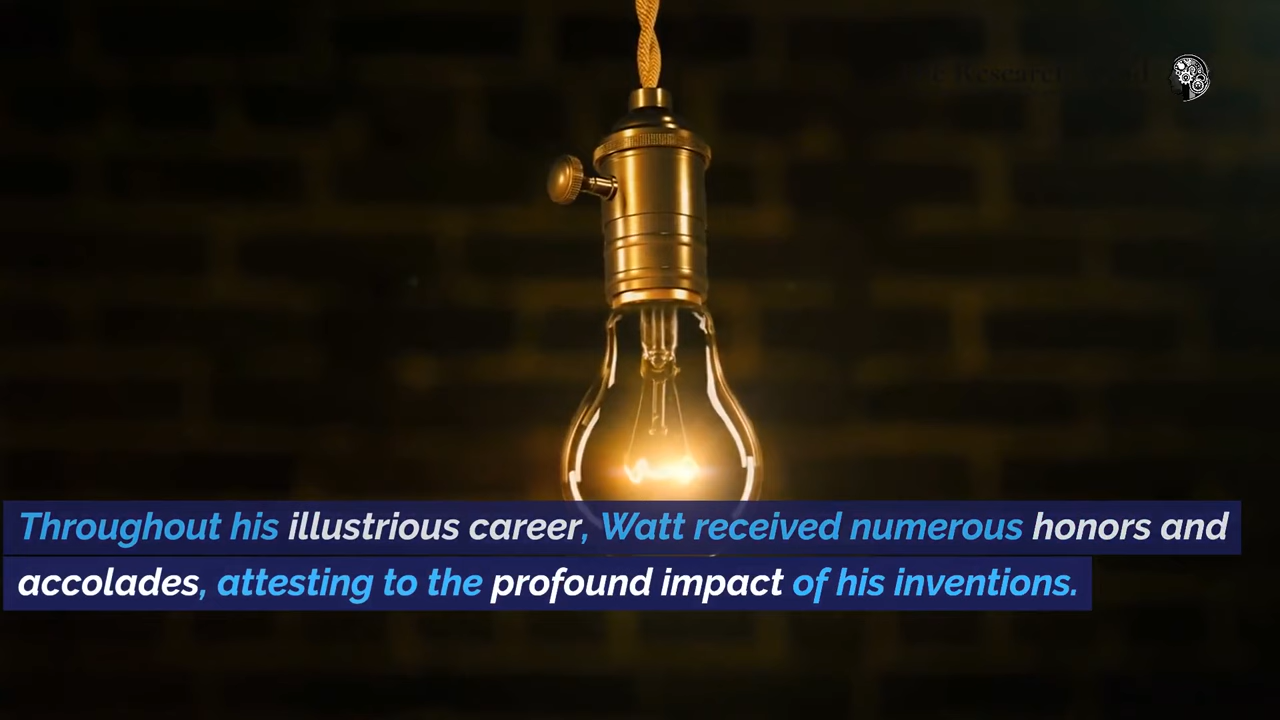 Throughout his illustrious career, Watt received numerous honors and
accolades, attesting to the profound impact of his inventions.